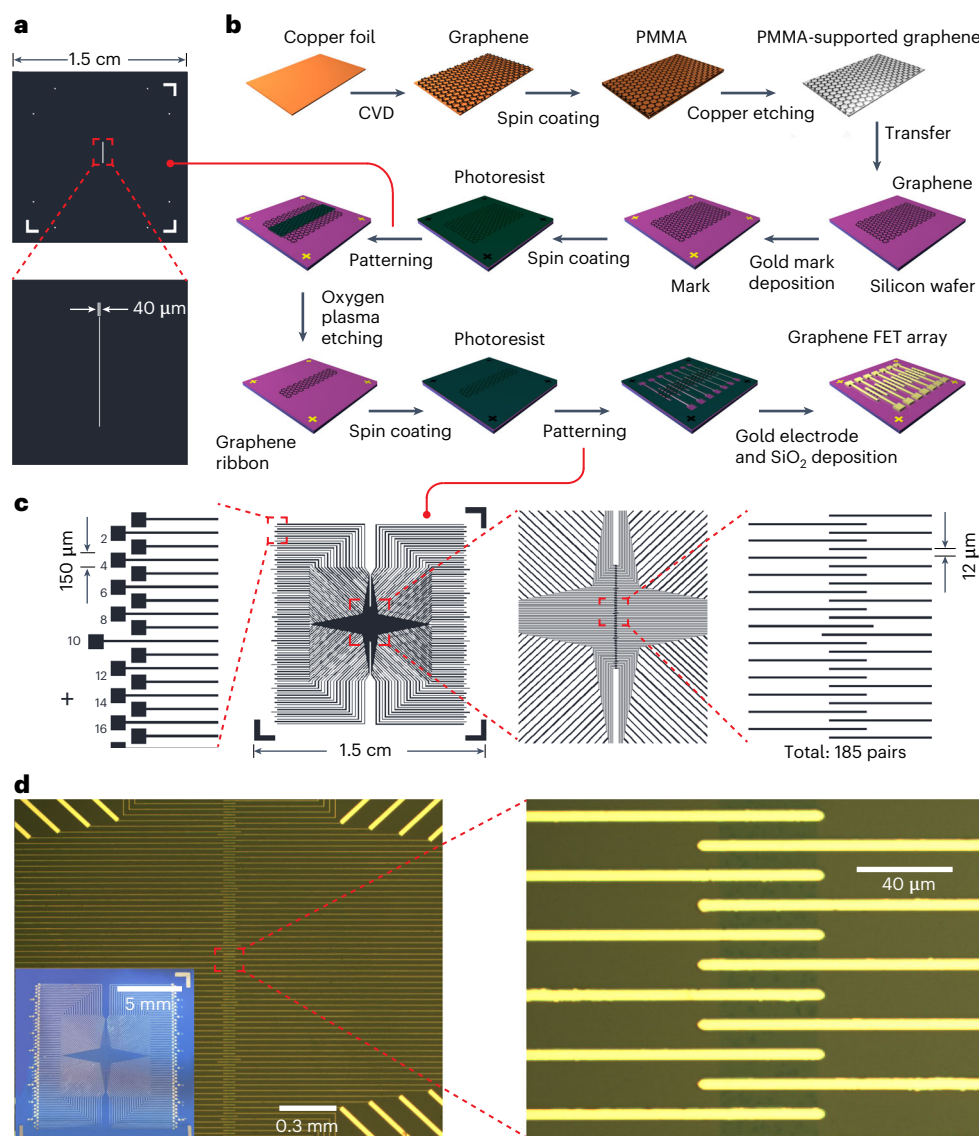 a
1.5 cm
40 μm
b
Copper foil
Graphene
PMMA
PMMA-supported graphene
CVD
Spin coating
Copper etching
Transfer
Photoresist
Graphene
Patterning
Spin coating
Mark
Gold mark
deposition
Silicon wafer
Oxygen
plasma
etching
Photoresist
Graphene FET array
Graphene
ribbon
Spin coating
Patterning
Gold electrode
and SiO₂ deposition
c
150 μm
2
4
6
8
10
12
14
16
+
1.5 cm
12 μm
Total: 185 pairs
d
5 mm
0.3 mm
40 μm